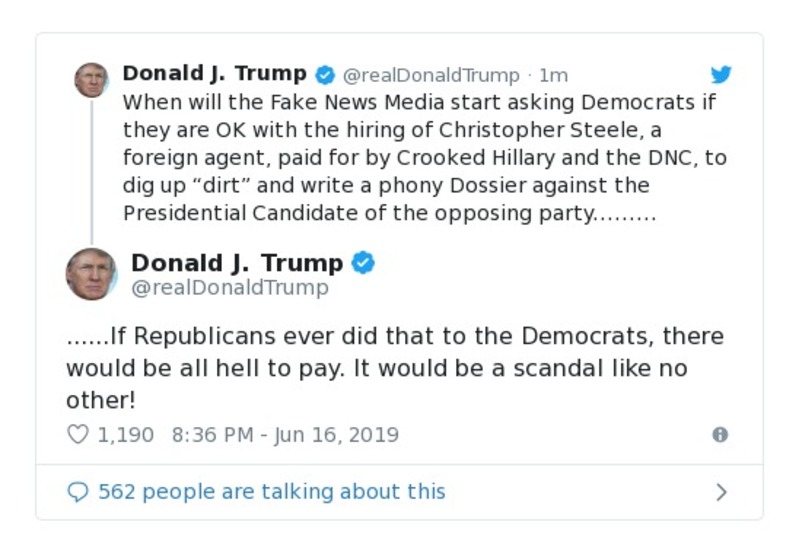 Donald J. Trump @realDonaldTrump · 1m
When will the Fake News Media start asking Democrats if
they are OK with the hiring of Christopher Steele, a
foreign agent, paid for by Crooked Hillary and the DNC, to
dig up “dirt” and write a phony Dossier against the
Presidential Candidate of the opposing party.........
Donald J. Trump
@realDonaldTrump
......If Republicans ever did that to the Democrats, there
would be all hell to pay. It would be a scandal like no
other!
1,190 8:36 PM - Jun 16, 2019
562 people are talking about this